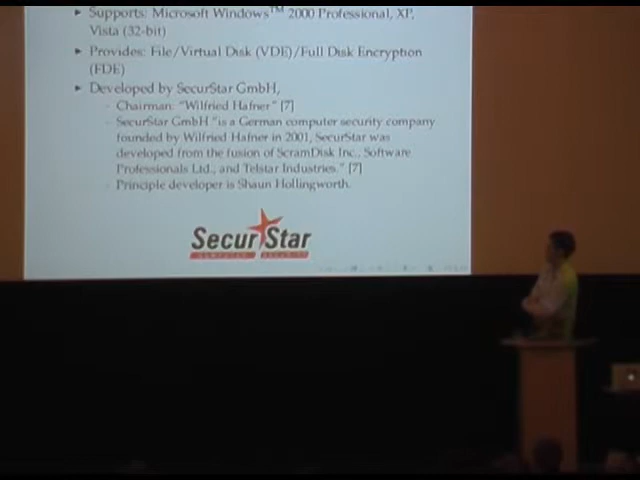 ▸ Supports: Microsoft Windows™ 2000 Professional, XP,
Vista (32-bit)
▸ Provides: File/Virtual Disk (VDE)/Full Disk Encryption
(FDE)
▸ Developed by SecurStar GmbH,
- Chairman: "Wilfried Hafner" [7]
- SecurStar GmbH "is a German computer security company
founded by Wilfried Hafner in 2001, SecurStar was
developed from the fusion of ScramDisk Inc., Software
Professionals Ltd., and Telstar Industries." [7]
- Principle developer is Shaun Hollingworth.
SecurStar
COMPUTER SECURITY